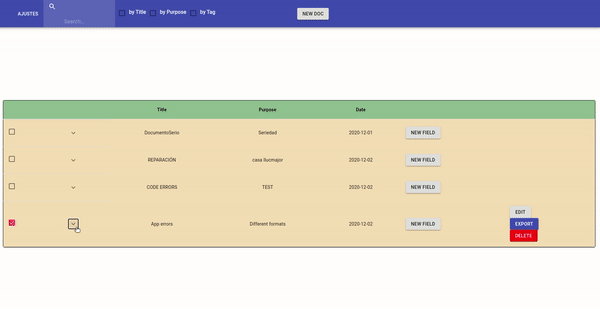 AJUSTES Search... by Title by Purpose by Tag NEW DOC
Title Purpose Date
DocumentoSerio Seriedad 2020-12-01 NEW FIELD
REPARACIÓN casa llucmajor 2020-12-02 NEW FIELD
CODE ERRORS TEST 2020-12-02 NEW FIELD
App errors Different formats 2020-12-02 NEW FIELD
EDIT
EXPORT
DELETE